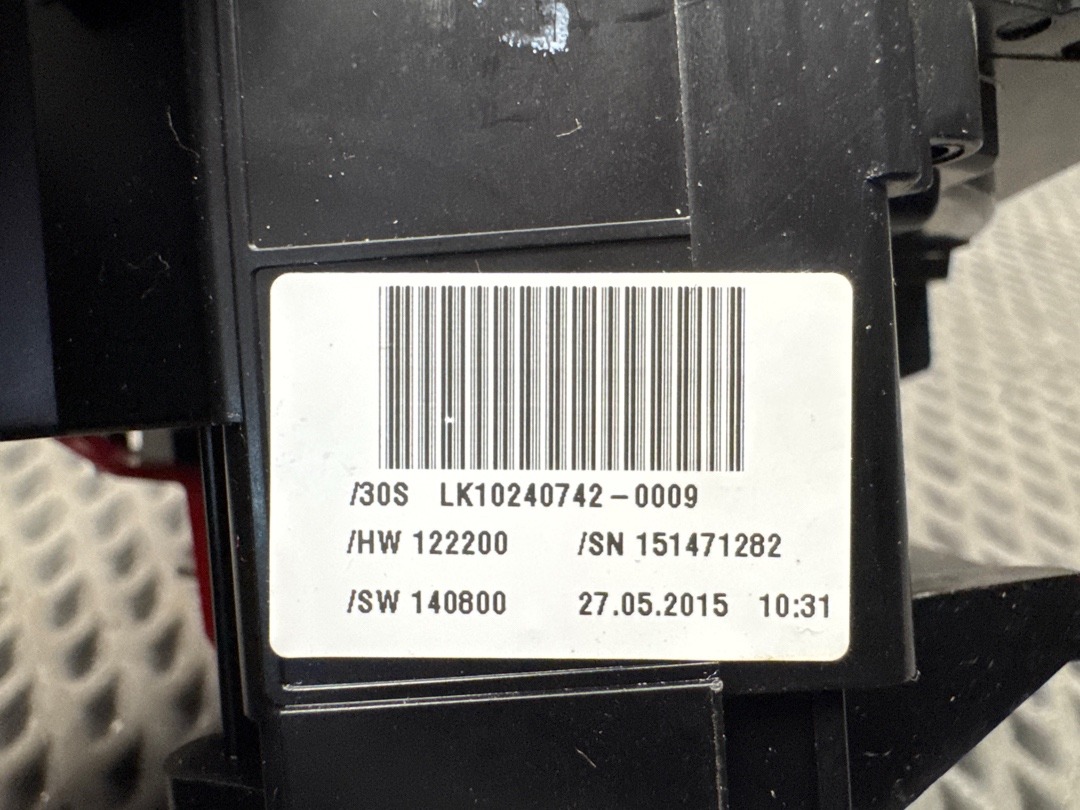 /30S LK10240742-0009
/HW 122200 /SN 151471282
/SW 140800 27.05.2015 10:31